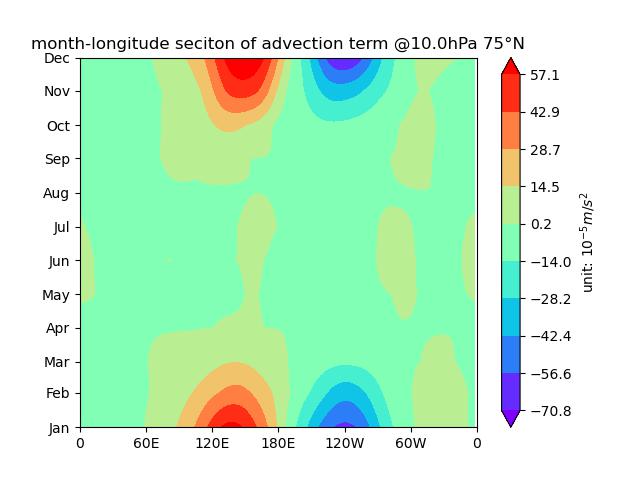 month-longitude seciton of advection term @10.0hPa 75°N
Dec
Nov
Oct
Sep
Aug
Jul
Jun
May
Apr
Mar
Feb
Jan
0 60E 120E 180E 120W 60W 0
57.1
42.9
28.7
14.5
0.2
−14.0
−28.2
−42.4
−56.6
−70.8
unit: 10⁻⁵m/s²